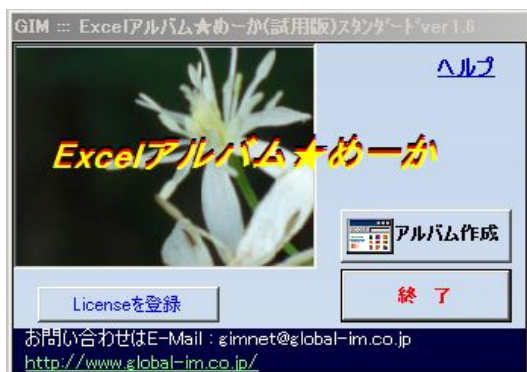 GIM ::: Excelアルバム★めーか(試用版)スタンダードver1.6
ヘルプ
Excelアルバム★めーか
アルバム作成
Licenseを登録
終 了
お問い合わせはE-Mail : gimnet@global-im.co.jp
http://www.global-im.co.jp/